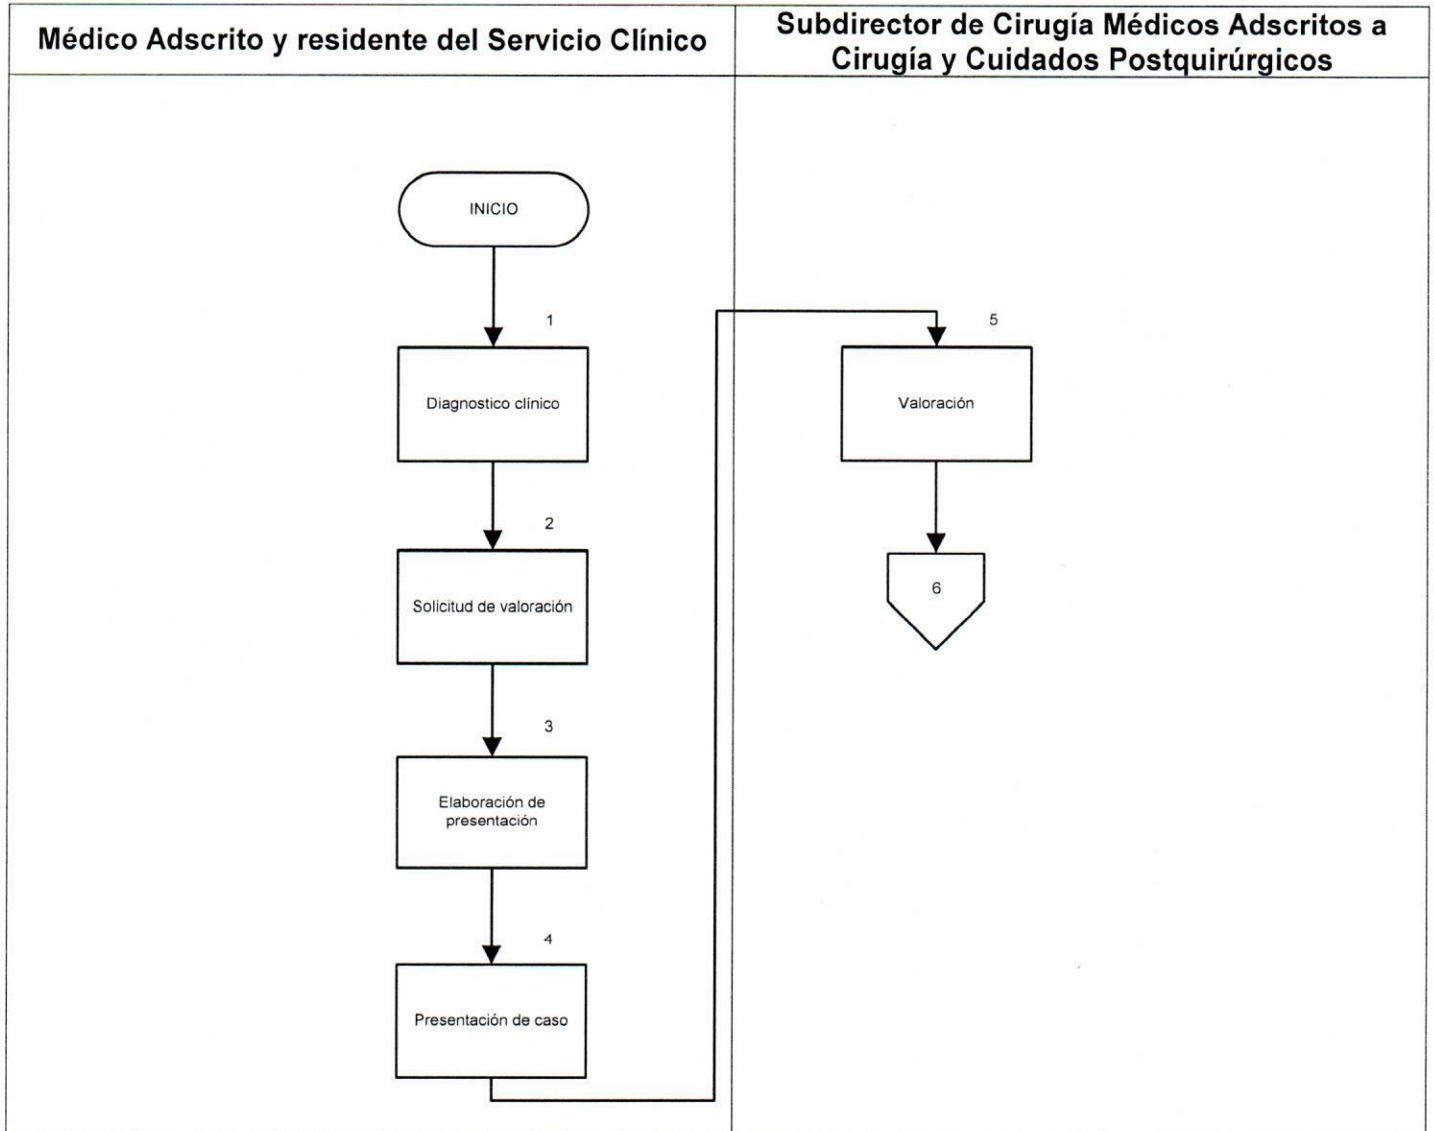 Médico Adscrito y residente del Servicio Clínico
Subdirector de Cirugía Médicos Adscritos a
Cirugía y Cuidados Postquirúrgicos
INICIO
1
Diagnostico clínico
2
Solicitud de valoración
3
Elaboración de
presentación
4
Presentación de caso
5
Valoración
6